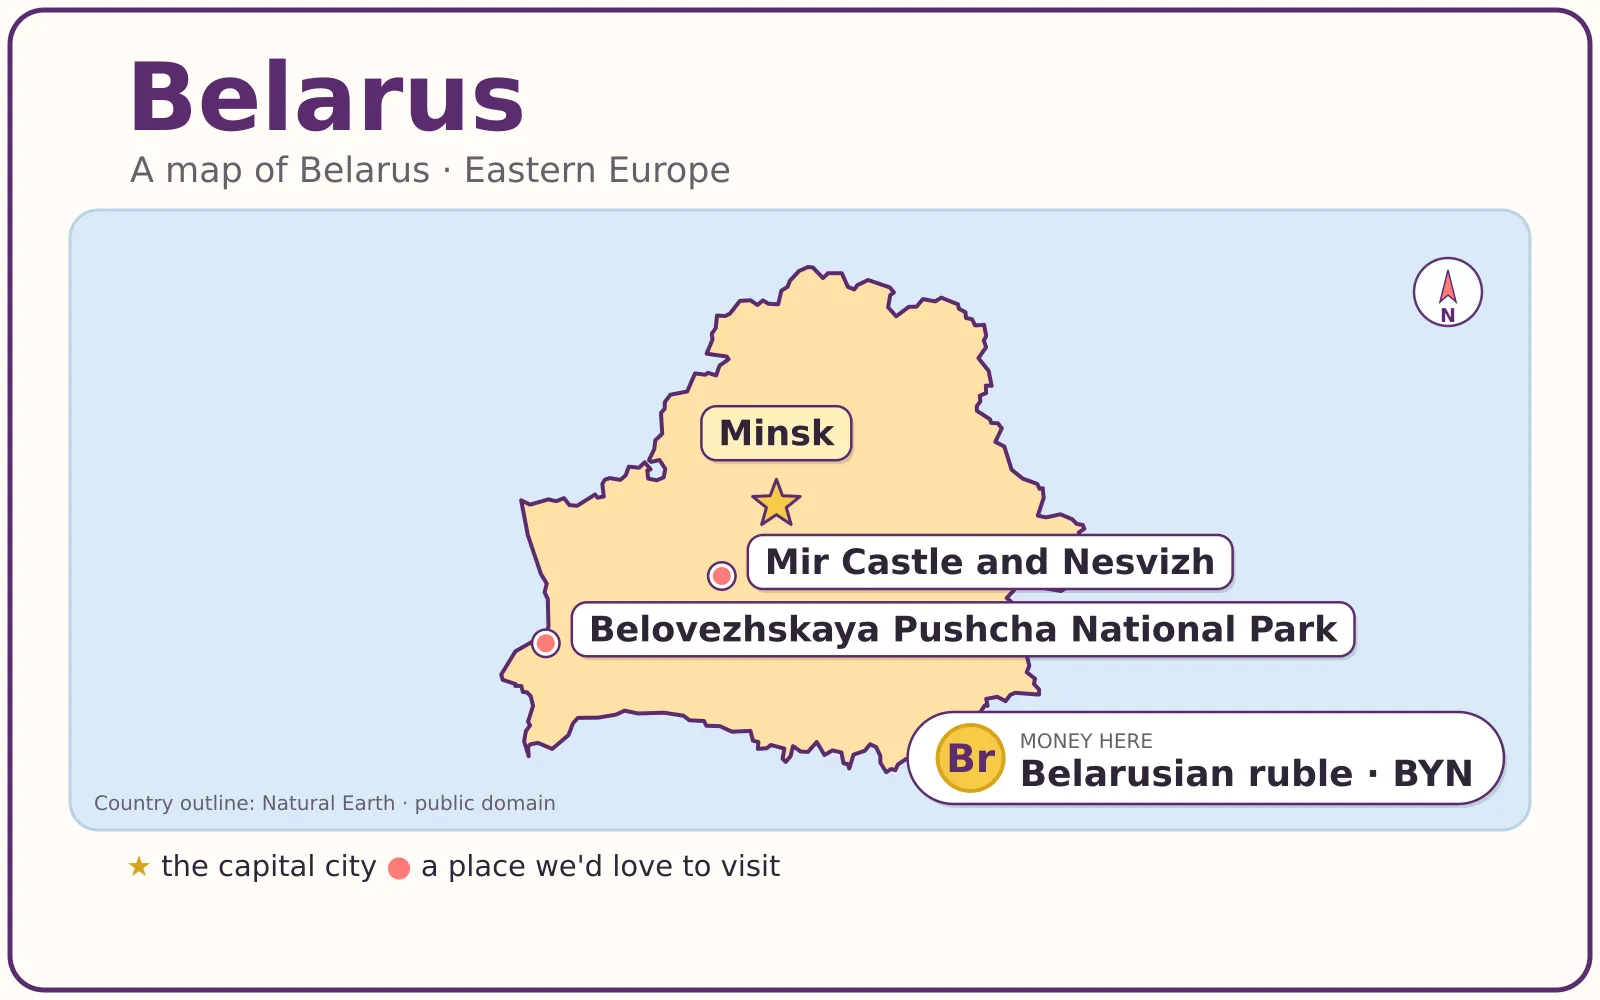 Belarus
A map of Belarus · Eastern Europe
N
Minsk
Mir Castle and Nesvizh
Belovezhskaya Pushcha National Park
Br
MONEY HERE
Belarusian ruble · BYN
Country outline: Natural Earth · public domain
★ the capital city ● a place we'd love to visit